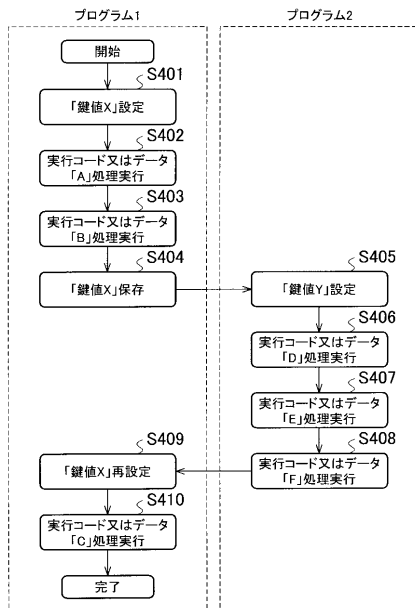 プログラム1
プログラム2
開始
S401
「鍵値X」設定
S402
実行コード又はデータ
「A」処理実行
S403
実行コード又はデータ
「B」処理実行
S404
「鍵値X」保存
S405
「鍵値Y」設定
S406
実行コード又はデータ
「D」処理実行
S407
実行コード又はデータ
「E」処理実行
S408
実行コード又はデータ
「F」処理実行
S409
「鍵値X」再設定
S410
実行コード又はデータ
「C」処理実行
完了